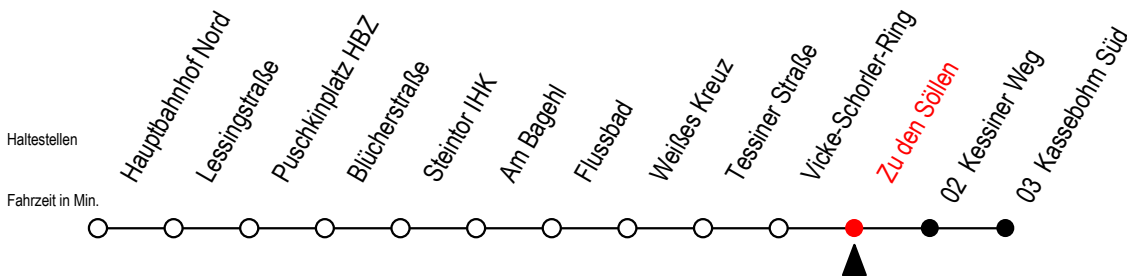 Haltestellen
Fahrzeit in Min.
Hauptbahnhof Nord
Lessingstraße
Puschkinplatz HBZ
Blücherstraße
Steintor IHK
Am Bagehl
Flussbad
Weißes Kreuz
Tessiner Straße
Vicke-Schorler-Ring
Zu den Söllen
02 Kessiner Weg
03 Kassebohm Süd